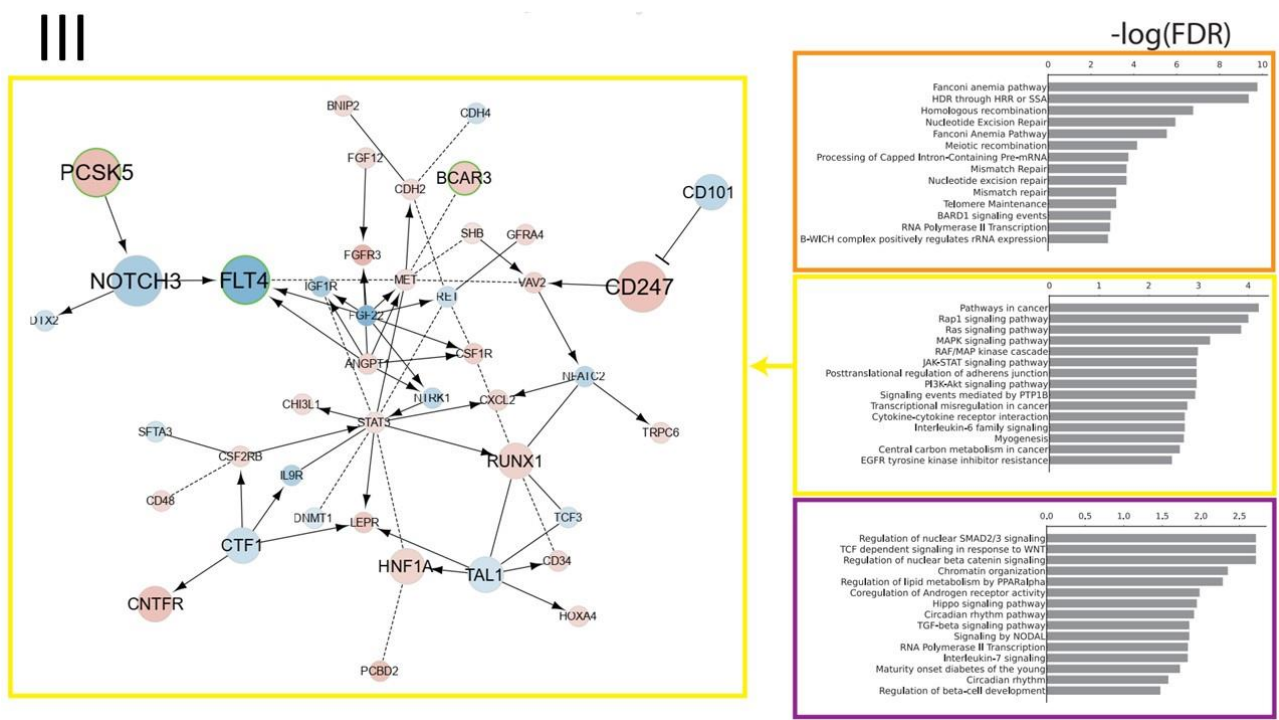 III
-log(FDR)
BNIP2
CDH4
PCSK5
FGF12
CDH2
BCAR3
CD101
SHB
GFRA4
FGFR3
NOTCH3
FLT4
IGF1R
MET
RET
VAV2
CD247
DTX2
FGF22
ANGPT1
CSF1R
NFATC2
CHI3L1
NTRK1
CXCL2
STAT3
TRPC6
SFTA3
CSF2RB
RUNX1
IL9R
CD48
DNMT1
LEPR
TCF3
CTF1
HNF1A
TAL1
CD34
CNTFR
HOXA4
PCBD2
0 2 4 6 8 10
Fanconi anemia pathway
HDR through HRR or SSA
Homologous recombination
Nucleotide Excision Repair
Fanconi Anemia Pathway
Meiotic recombination
Processing of Capped Intron-Containing Pre-mRNA
Mismatch Repair
Nucleotide excision repair
Mismatch repair
Telomere Maintenance
BARD1 signaling events
RNA Polymerase II Transcription
B-WICH complex positively regulates rRNA expression
0 1 2 3 4
Pathways in cancer
Rap1 signaling pathway
Ras signaling pathway
MAPK signaling pathway
RAF/MAP kinase cascade
JAK-STAT signaling pathway
Posttranslational regulation of adherens junction
PI3K-Akt signaling pathway
Signaling events mediated by PTP1B
Transcriptional misregulation in cancer
Cytokine-cytokine receptor interaction
Interleukin-6 family signaling
Myogenesis
Central carbon metabolism in cancer
EGFR tyrosine kinase inhibitor resistance
0,0 0,5 1,0 1,5 2,0 2,5
Regulation of nuclear SMAD2/3 signaling
TCF dependent signaling in response to WNT
Regulation of nuclear beta catenin signaling
Chromatin organization
Regulation of lipid metabolism by PPARalpha
Coregulation of Androgen receptor activity
Hippo signaling pathway
Circadian rhythm pathway
TGF-beta signaling pathway
Signaling by NODAL
RNA Polymerase II Transcription
Interleukin-7 signaling
Maturity onset diabetes of the young
Circadian rhythm
Regulation of beta-cell development